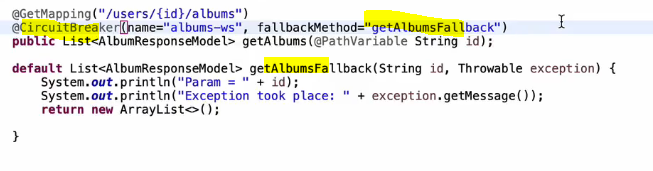 @GetMapping("/users/{id}/albums")
@CircuitBreaker(name="albums-ws", fallbackMethod="getAlbumsFallback")
public List<AlbumResponseModel> getAlbums(@PathVariable String id);
default List<AlbumResponseModel> getAlbumsFallback(String id, Throwable exception) {
System.out.println("Param = " + id);
System.out.println("Exception took place: " + exception.getMessage());
return new ArrayList<>();
}